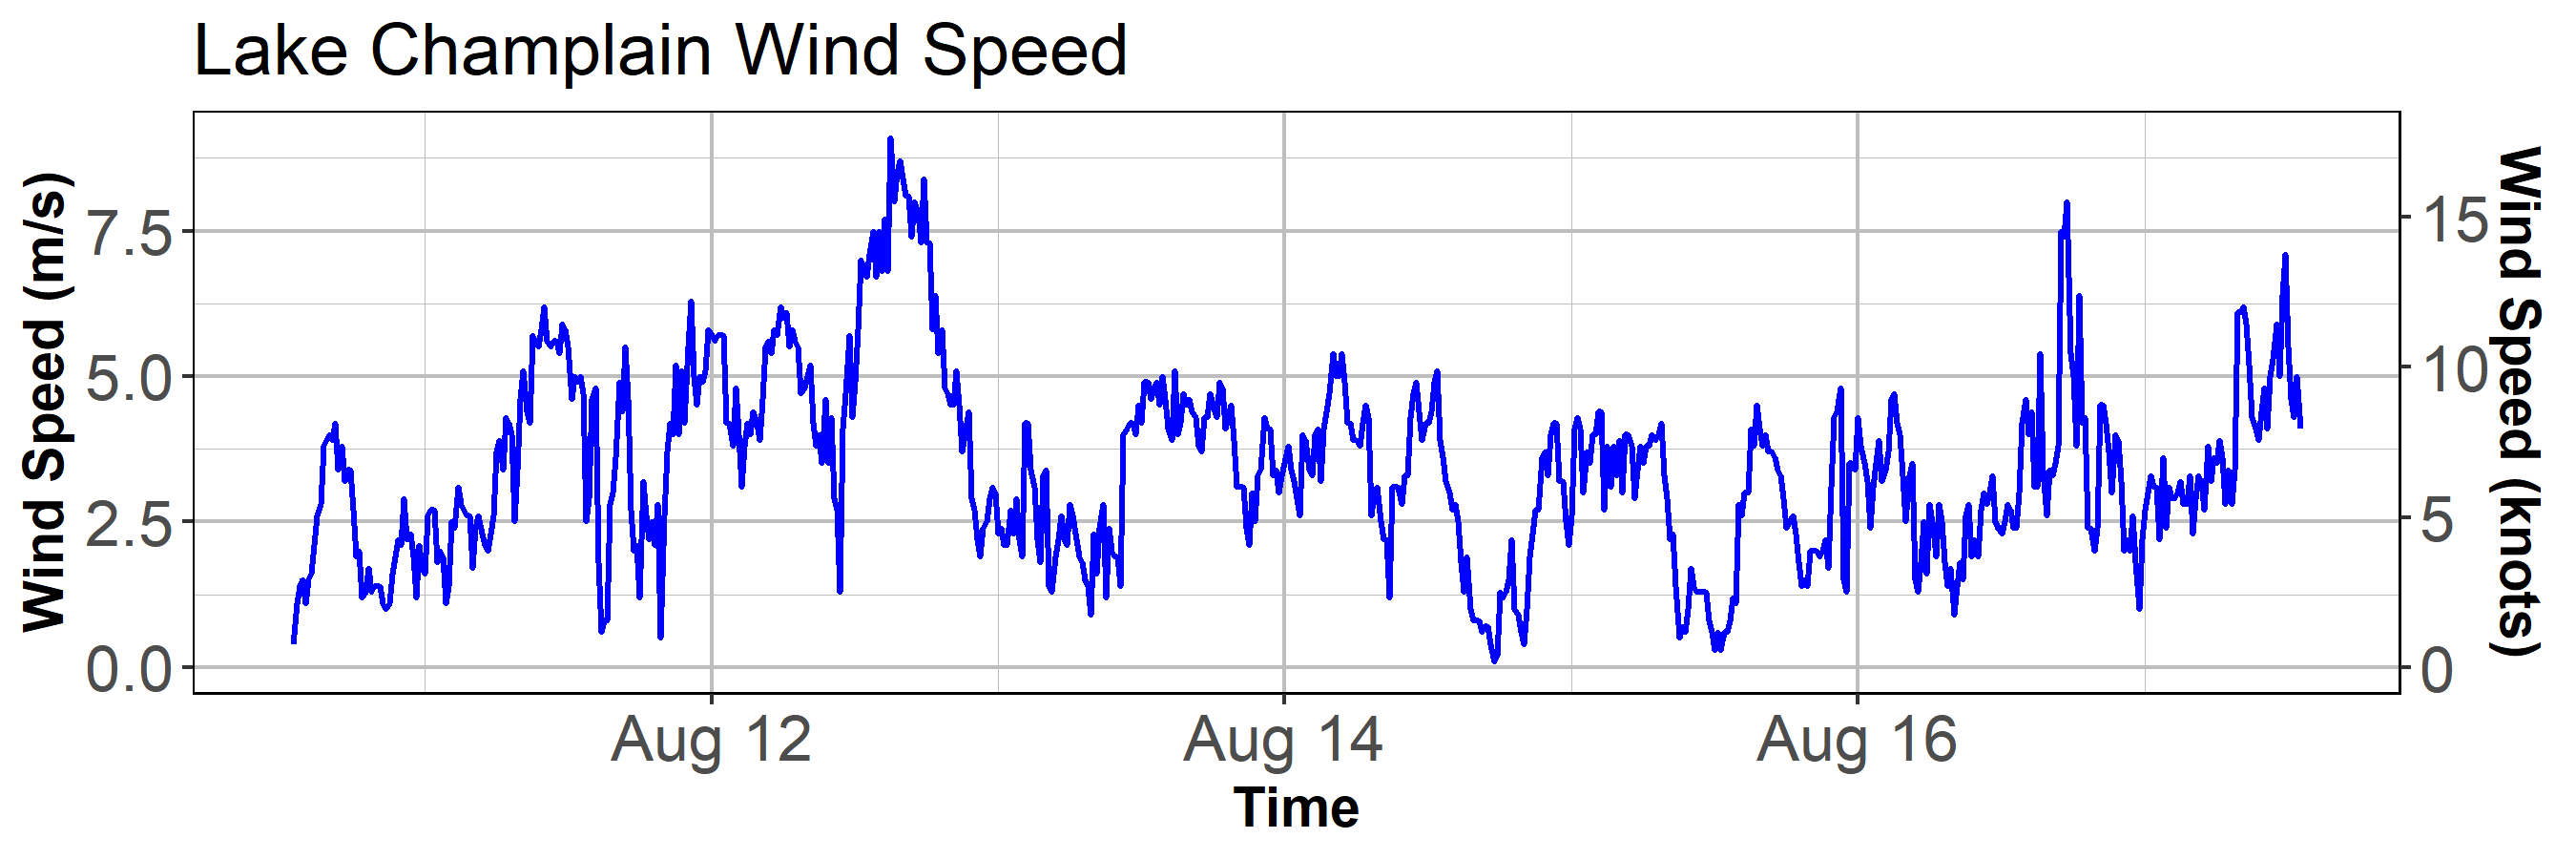 Lake Champlain Wind Speed
Wind Speed (m/s)
7.5
5.0
2.5
0.0
15
10
5
0
Wind Speed (knots)
Aug 12
Aug 14
Aug 16
Time